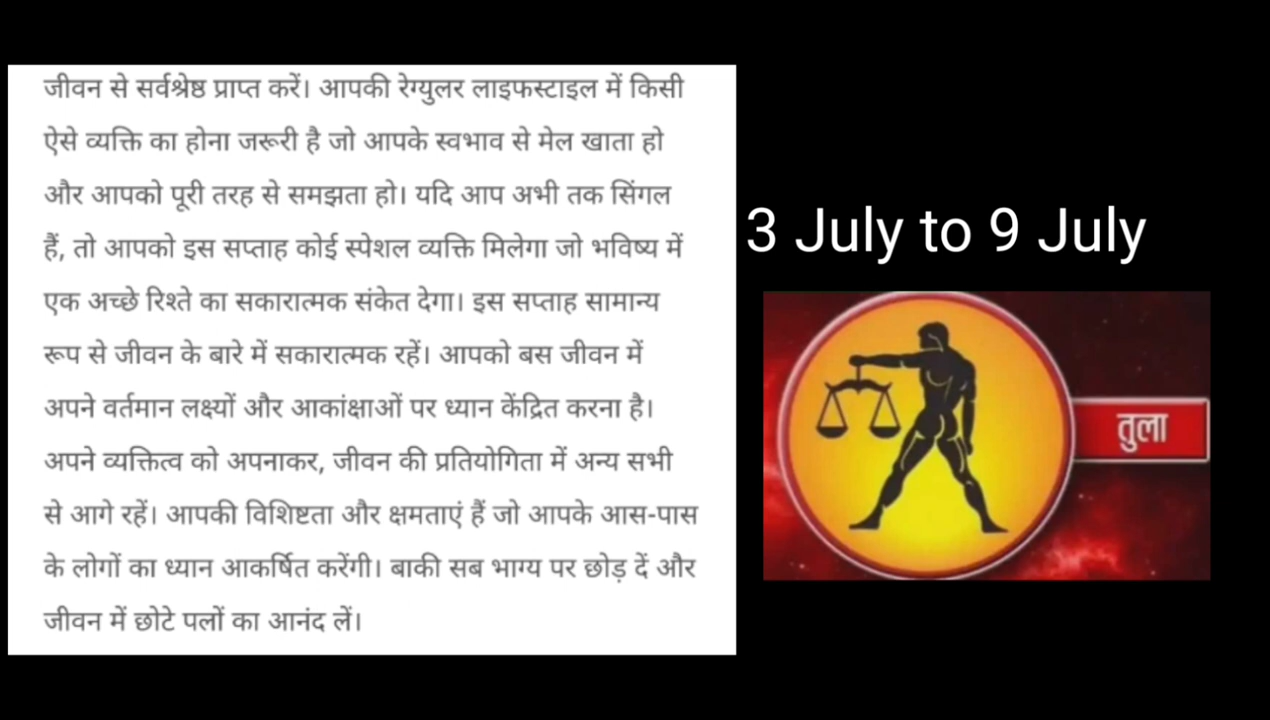 जीवन से सर्वश्रेष्ठ प्राप्त करें। आपकी रेग्युलर लाइफस्टाइल में किसी
ऐसे व्यक्ति का होना जरूरी है जो आपके स्वभाव से मेल खाता हो
और आपको पूरी तरह से समझता हो। यदि आप अभी तक सिंगल
हैं, तो आपको इस सप्ताह कोई स्पेशल व्यक्ति मिलेगा जो भविष्य में
एक अच्छे रिश्ते का सकारात्मक संकेत देगा। इस सप्ताह सामान्य
रूप से जीवन के बारे में सकारात्मक रहें। आपको बस जीवन में
अपने वर्तमान लक्ष्यों और आकांक्षाओं पर ध्यान केंद्रित करना है।
अपने व्यक्तित्व को अपनाकर, जीवन की प्रतियोगिता में अन्य सभी
से आगे रहें। आपकी विशिष्टता और क्षमताएं हैं जो आपके आस-पास
के लोगों का ध्यान आकर्षित करेंगी। बाकी सब भाग्य पर छोड़ दें और
जीवन में छोटे पलों का आनंद लें।
3 July to 9 July
तुला